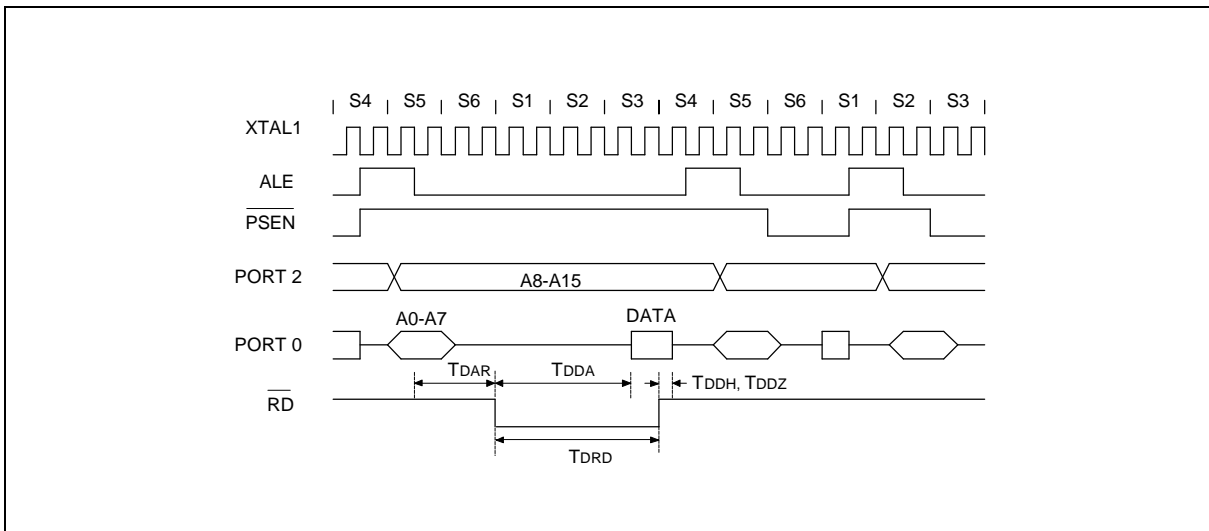 S4 S5 S6 S1 S2 S3 S4 S5 S6 S1 S2 S3
XTAL1
ALE
PSEN
PORT 2
A8-A15
A0-A7
DATA
PORT 0
TDAR
TDDA
TDDH, TDDZ
RD
TDRD